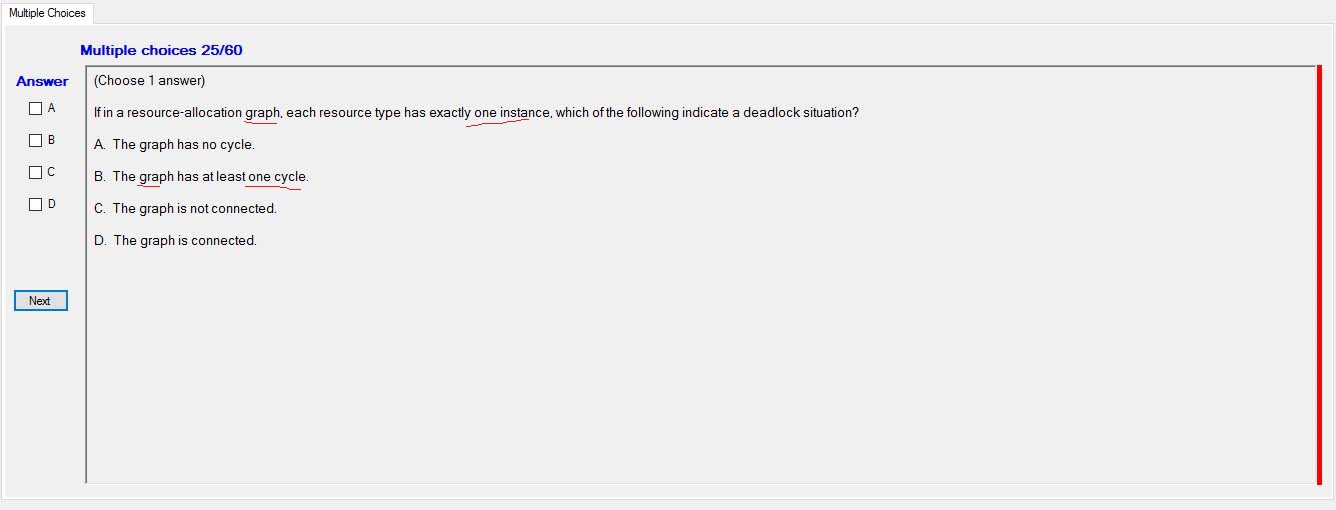 Multiple Choices
Multiple choices 25/60
Answer
A
B
C
D
Next
(Choose 1 answer)
If in a resource-allocation graph, each resource type has exactly one instance, which of the following indicate a deadlock situation?
A. The graph has no cycle.
B. The graph has at least one cycle.
C. The graph is not connected.
D. The graph is connected.